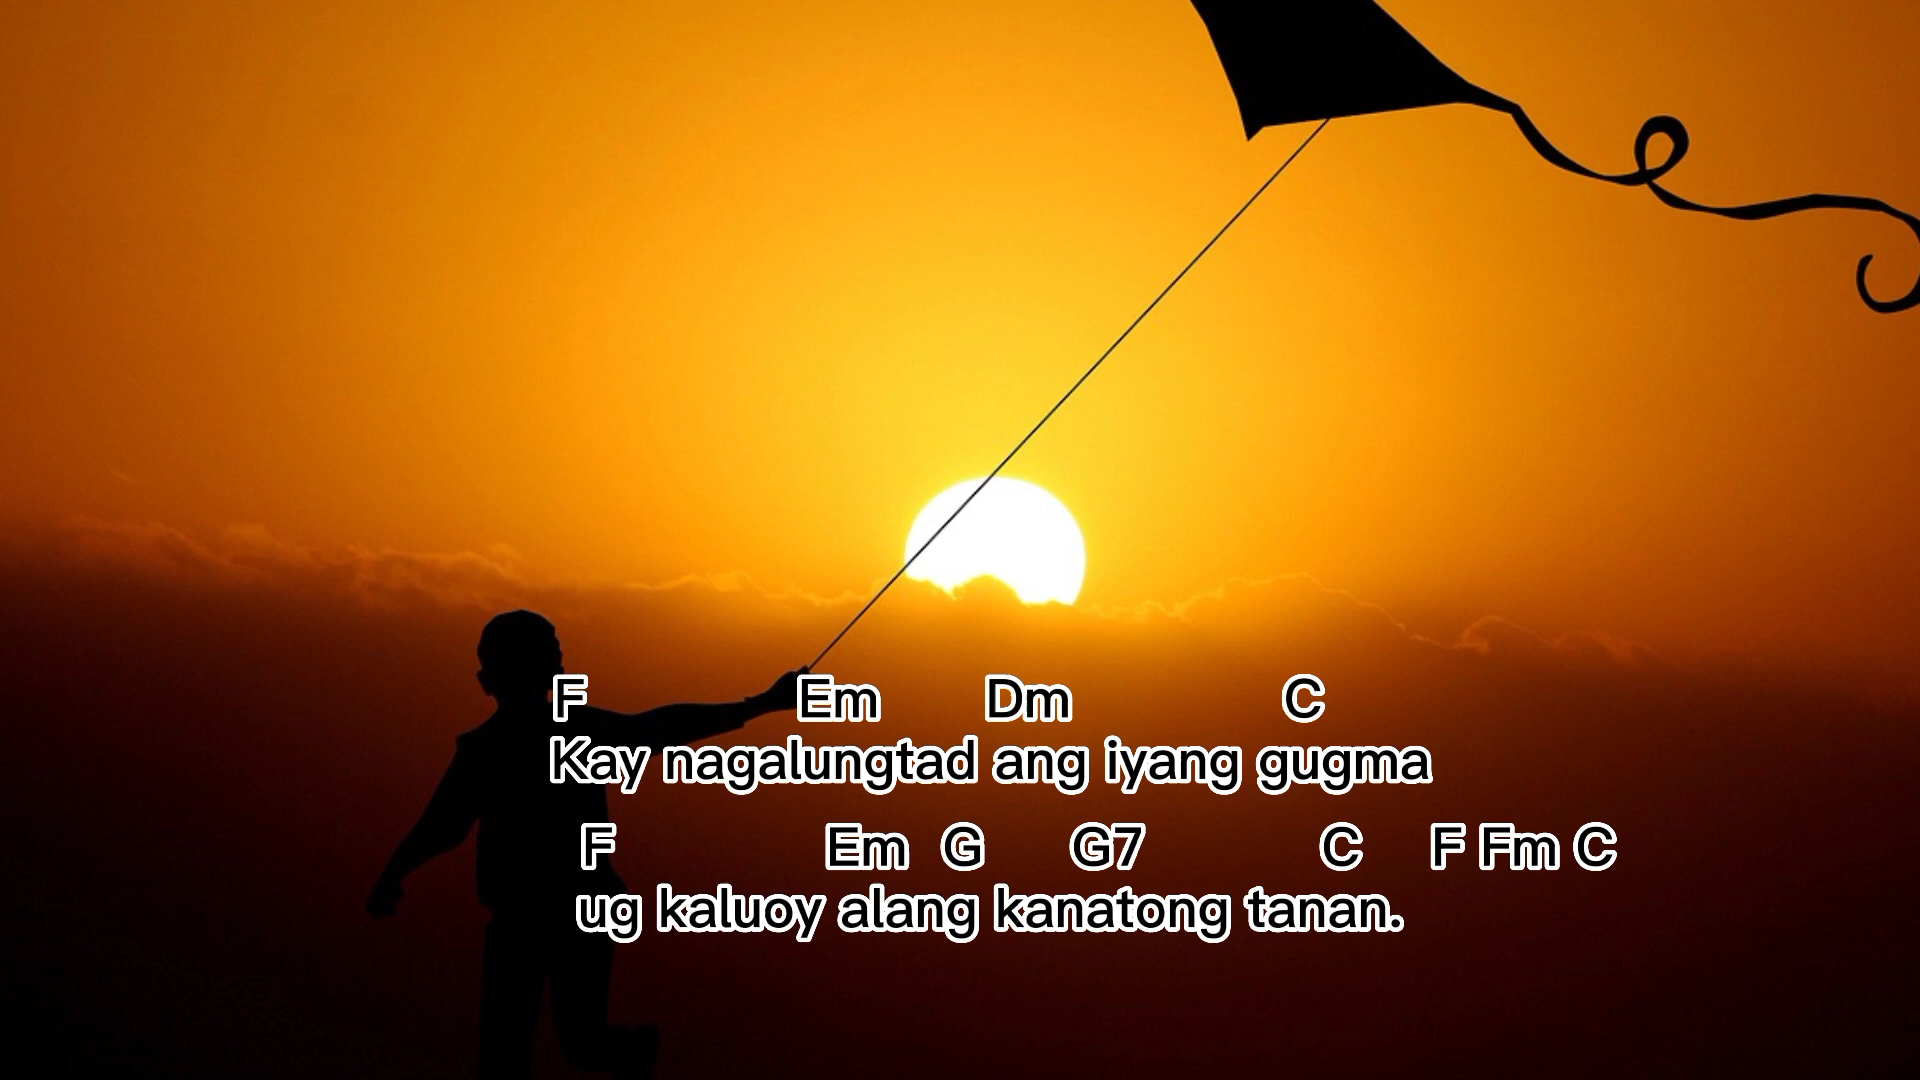 F Em Dm C
Kay nagalungtad ang iyang gugma
F Em G G7 C F Fm C
ug kaluoy alang kanatong tanan.